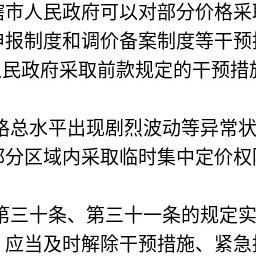 辖市人民政府可以对部分价格采
申报制度和调价备案制度等干预
人民政府采取前款规定的干预措施
格总水平出现剧烈波动等异常状
部分区域内采取临时集中定价权限
第三十条、第三十一条的规定实
应当及时解除干预措施、紧急措